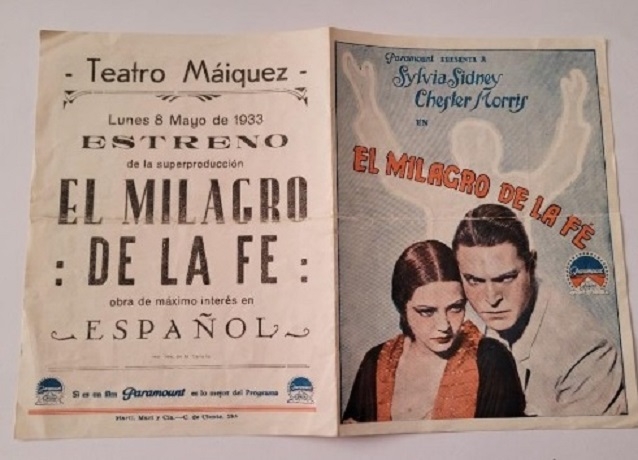 - Teatro Máiquez -
Lunes 8 Mayo de 1933
ESTRENO
de la superproducción
EL MILAGRO
: DE LA FE :
obra de máximo interés en
ESPAÑOL
Si es un film Paramount es lo mejor del Programa
Paramount PRESENTA A
Sylvia Sidney
Chester Morris
EN
EL MILAGRO DE LA FÉ
Paramount